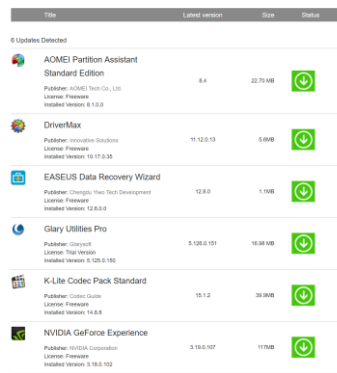 Title Latest version Size Status
6 Updates Detected
AOMEI Partition Assistant
Standard Edition
Publisher: AOMEI Tech Co., Ltd.
License: Freeware
Installed Version: 8.1.0.0
8.4 22.70 MB
DriverMax
Publisher: Innovative Solutions
License: Freeware
Installed Version: 10.17.0.35
11.12.0.13 5.6MB
EASEUS Data Recovery Wizard
Publisher: Chengdu Yiwo Tech Development
License: Freeware
Installed Version: 12.6.0.0
12.8.0 1.1MB
Glary Utilities Pro
Publisher: Glarysoft
License: Trial Version
Installed Version: 5.125.0.150
5.126.0.151 16.98 MB
K-Lite Codec Pack Standard
Publisher: Codec Guide
License: Freeware
Installed Version: 14.8.8
15.1.2 39.9MB
NVIDIA GeForce Experience
Publisher: NVIDIA Corporation
License: Freeware
Installed Version: 3.16.0.102
3.19.0.107 117MB